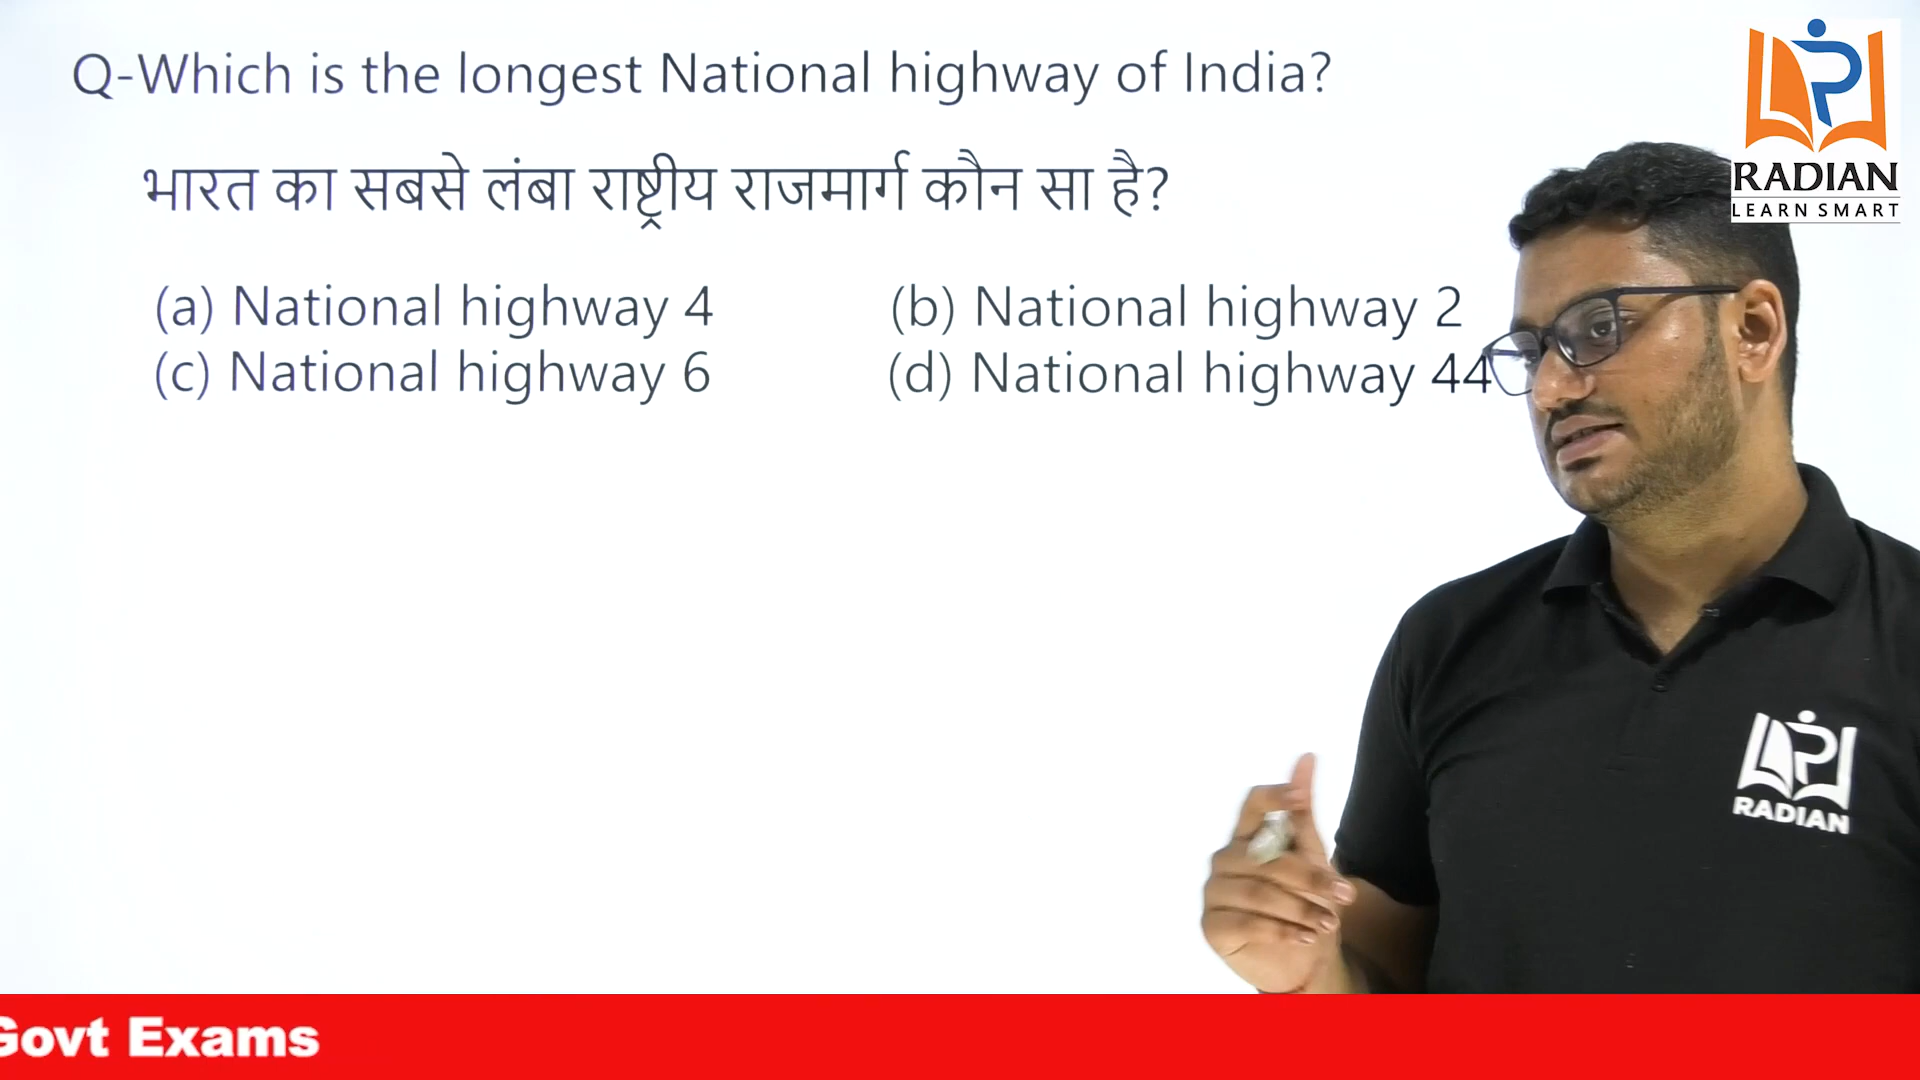 Q-Which is the longest National highway of India?
भारत का सबसे लंबा राष्ट्रीय राजमार्ग कौन सा है?
(a) National highway 4 (b) National highway 2
(c) National highway 6 (d) National highway 44
RADIAN
LEARN SMART
RADIAN
Govt Exams